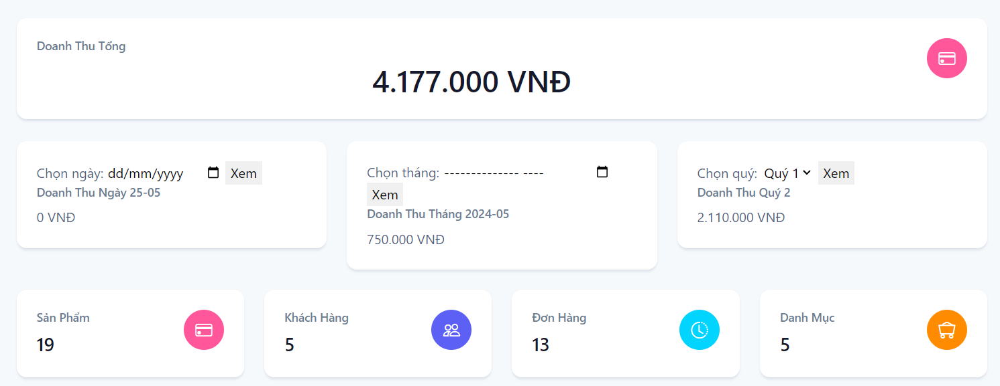 Doanh Thu Tổng
4.177.000 VNĐ
Chọn ngày: dd/mm/yyyy Xem
Doanh Thu Ngày 25-05
0 VNĐ
Chọn tháng: -------------- ----
Xem
Doanh Thu Tháng 2024-05
750.000 VNĐ
Chọn quý: Quý 1 Xem
Doanh Thu Quý 2
2.110.000 VNĐ
Sản Phẩm
19
Khách Hàng
5
Đơn Hàng
13
Danh Mục
5